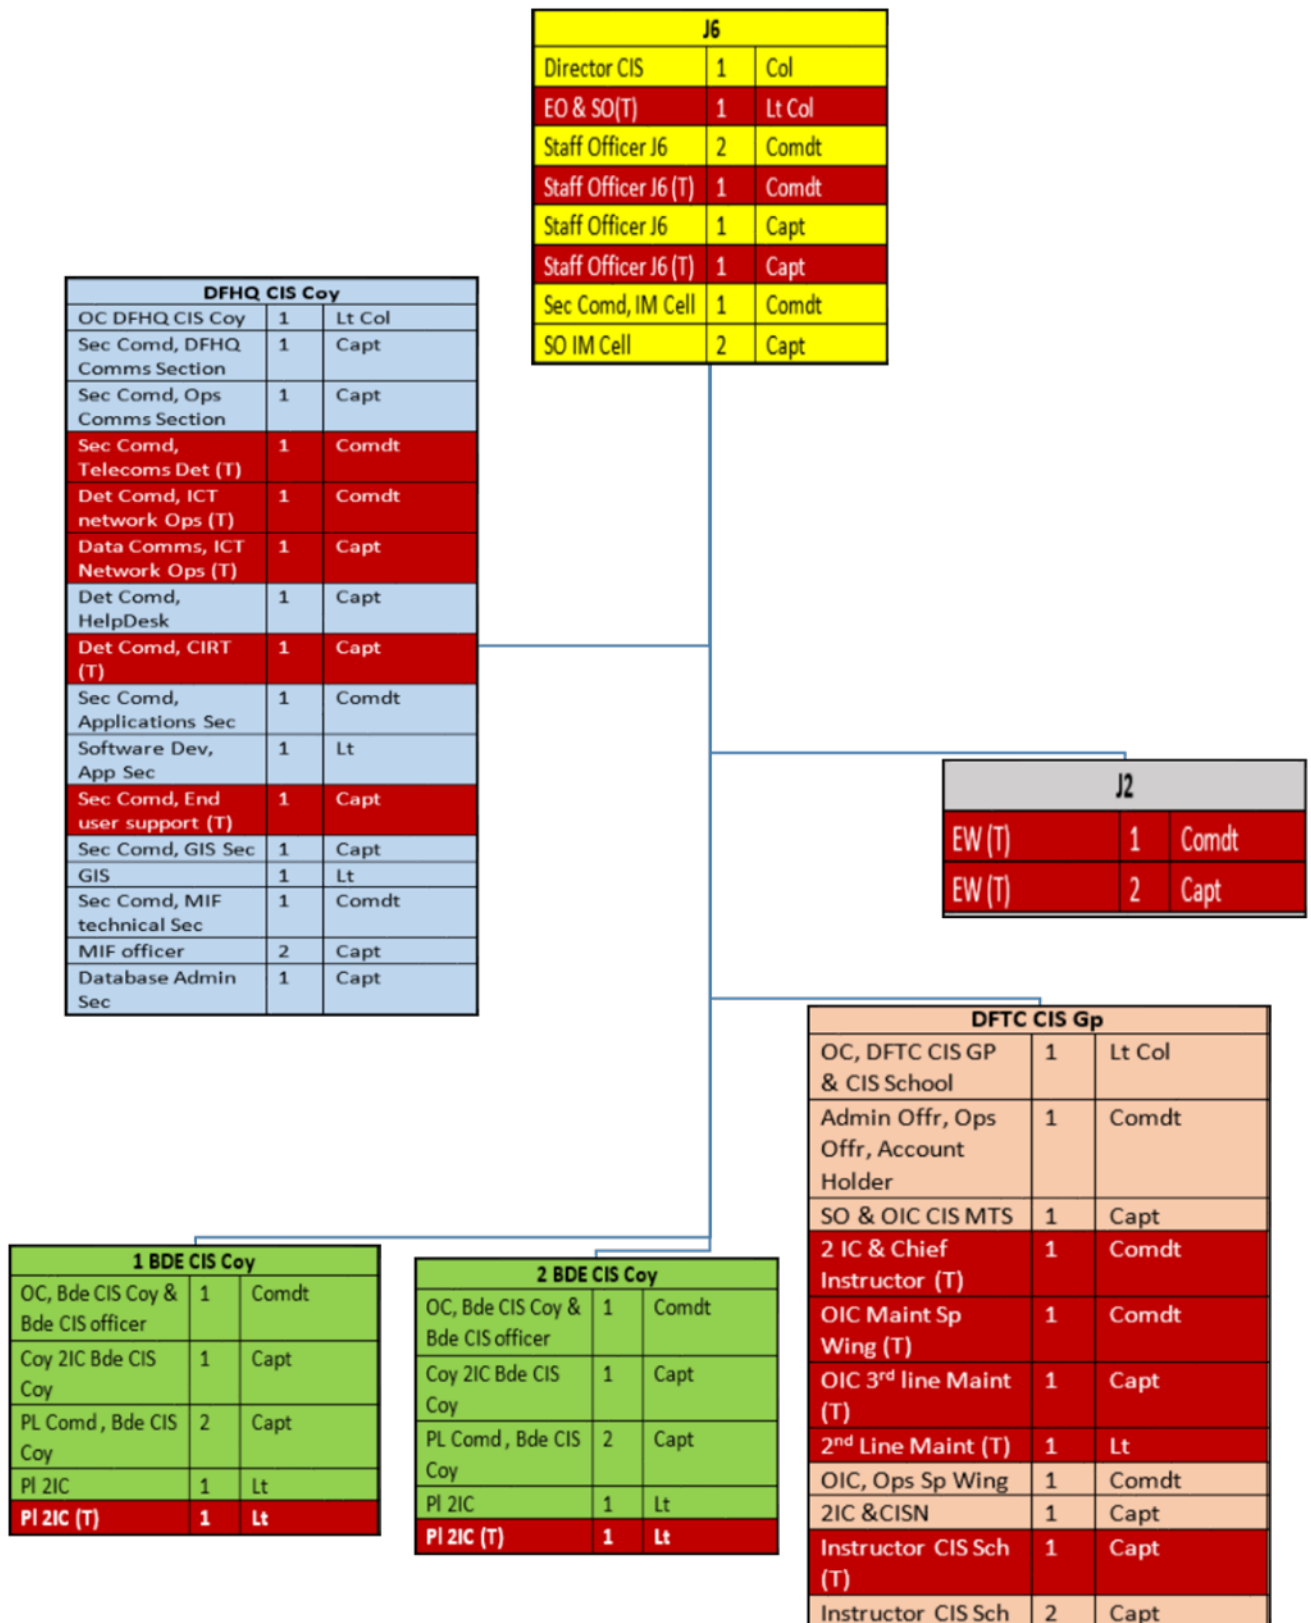 J6
Director CIS 1 Col
EO & SO(T) 1 Lt Col
Staff Officer J6 2 Comdt
Staff Officer J6 (T) 1 Comdt
Staff Officer J6 1 Capt
Staff Officer J6 (T) 1 Capt
Sec Comd, IM Cell 1 Comdt
SO IM Cell 2 Capt
DFHQ CIS Coy
OC DFHQ CIS Coy 1 Lt Col
Sec Comd, DFHQ 1 Capt
Comms Section
Sec Comd, Ops 1 Capt
Comms Section
Sec Comd, 1 Comdt
Telecoms Det (T)
Det Comd, ICT 1 Comdt
network Ops (T)
Data Comms, ICT 1 Capt
Network Ops (T)
Det Comd, 1 Capt
HelpDesk
Det Comd, CIRT 1 Capt
(T)
Sec Comd, 1 Comdt
Applications Sec
Software Dev, 1 Lt
App Sec
Sec Comd, End 1 Capt
user support (T)
Sec Comd, GIS Sec 1 Capt
GIS 1 Lt
Sec Comd, MIF 1 Comdt
technical Sec
MIF officer 2 Capt
Database Admin 1 Capt
Sec
J2
EW (T) 1 Comdt
EW (T) 2 Capt
DFTC CIS Gp
OC, DFTC CIS GP 1 Lt Col
& CIS School
Admin Offr, Ops 1 Comdt
Offr, Account
Holder
SO & OIC CIS MTS 1 Capt
2 IC & Chief 1 Comdt
Instructor (T)
OIC Maint Sp 1 Comdt
Wing (T)
OIC 3rd line Maint 1 Capt
(T)
2nd Line Maint (T) 1 Lt
OIC, Ops Sp Wing 1 Comdt
2IC &CISN 1 Capt
Instructor CIS Sch 1 Capt
(T)
Instructor CIS Sch 2 Capt
1 BDE CIS Coy
OC, Bde CIS Coy & 1 Comdt
Bde CIS officer
Coy 2IC Bde CIS 1 Capt
Coy
PL Comd , Bde CIS 2 Capt
Coy
Pl 2IC 1 Lt
Pl 2IC (T) 1 Lt
2 BDE CIS Coy
OC, Bde CIS Coy & 1 Comdt
Bde CIS officer
Coy 2IC Bde CIS 1 Capt
Coy
PL Comd , Bde CIS 2 Capt
Coy
Pl 2IC 1 Lt
Pl 2IC (T) 1 Lt